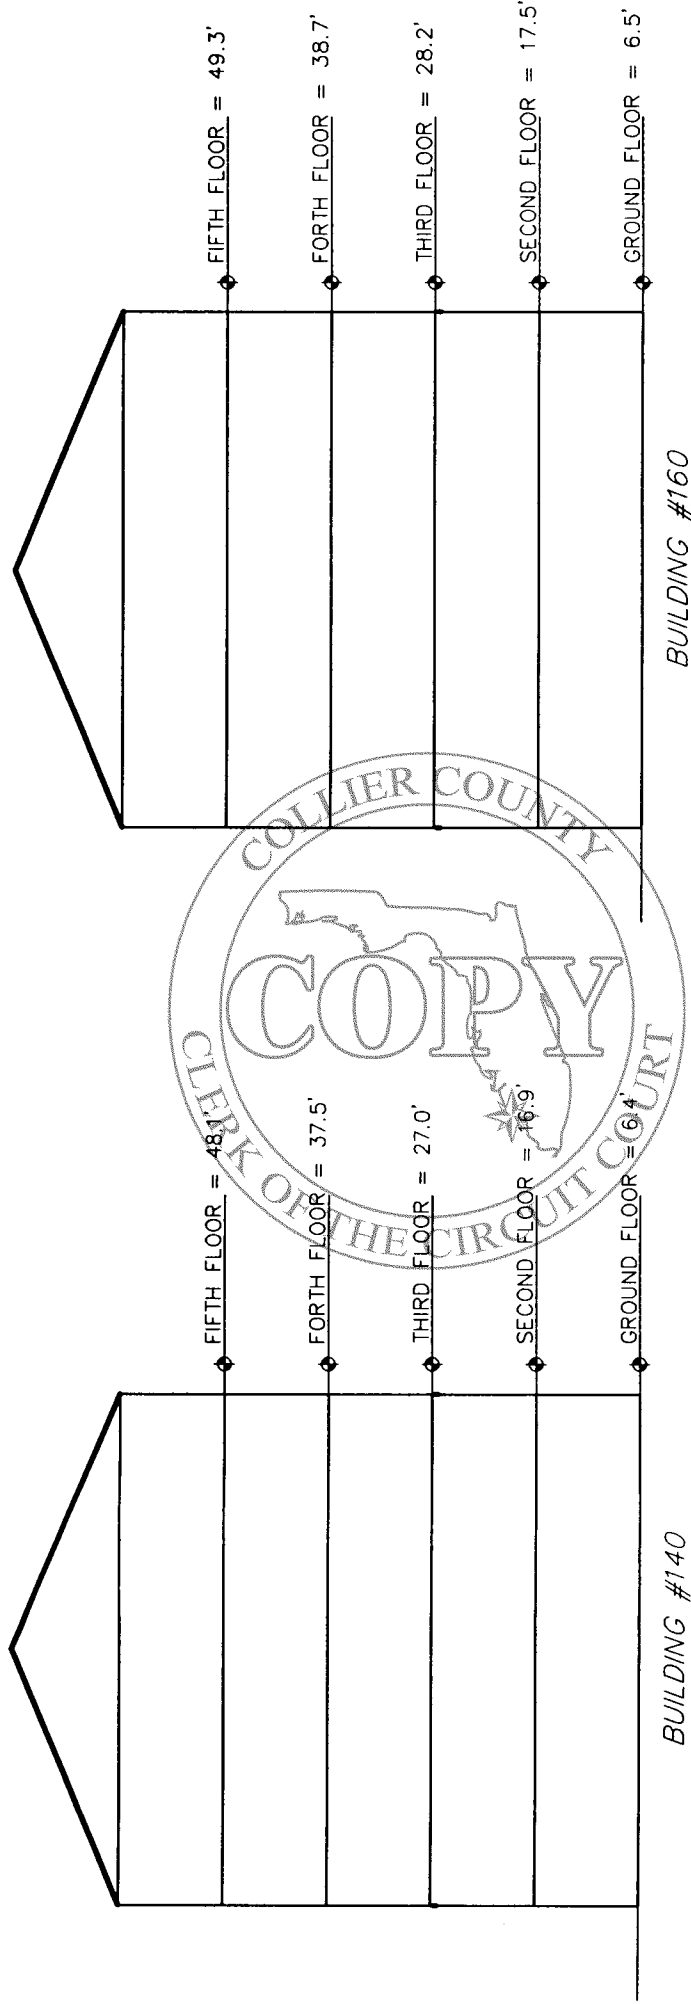 FIFTH FLOOR = 48.1'
FORTH FLOOR = 37.5'
THIRD FLOOR = 27.0'
SECOND FLOOR = 16.9'
GROUND FLOOR = 6.4'
BUILDING #140
FIFTH FLOOR = 49.3'
FORTH FLOOR = 38.7'
THIRD FLOOR = 28.2'
SECOND FLOOR = 17.5'
GROUND FLOOR = 6.5'
BUILDING #160
COLLIER COUNTY
COPY
CLERK OF THE CIRCUIT COURT